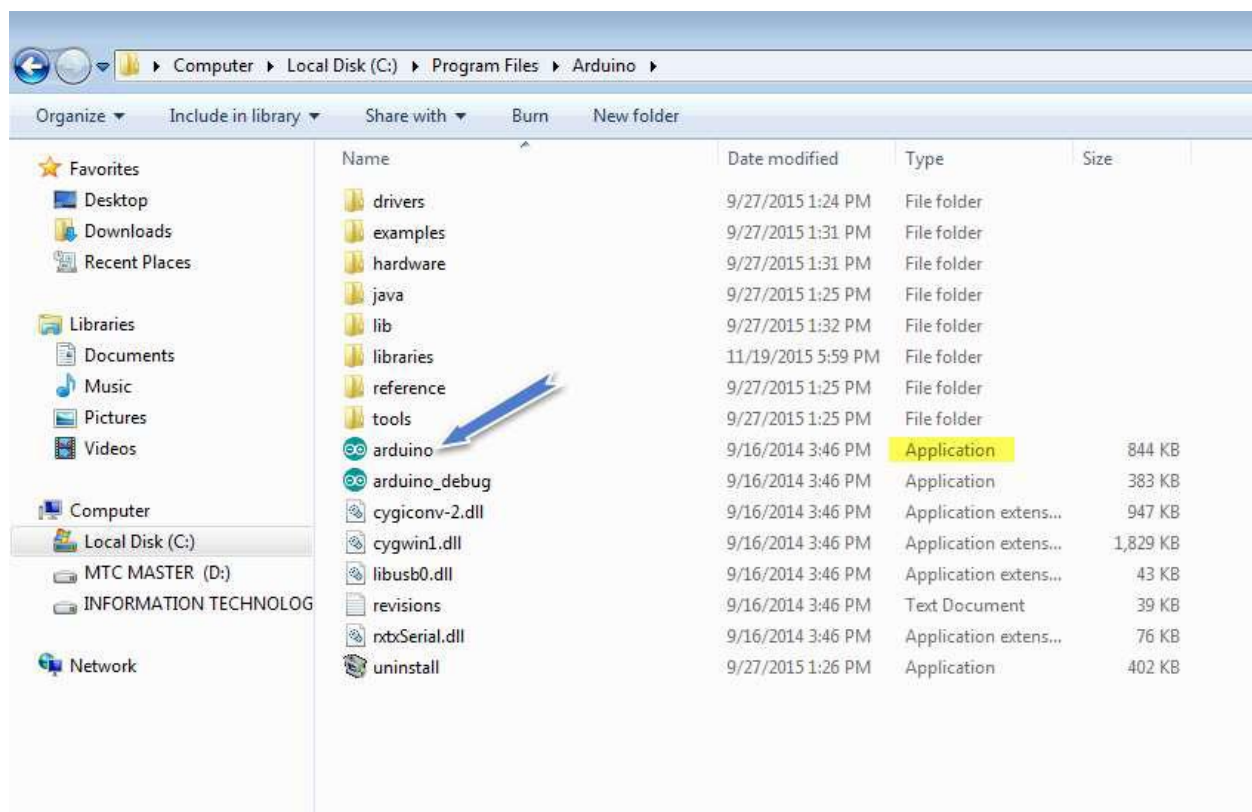 Computer Local Disk (C:) Program Files Arduino
Organize Include in library Share with Burn New folder
Favorites
Desktop
Downloads
Recent Places
Libraries
Documents
Music
Pictures
Videos
Computer
Local Disk (C:)
MTC MASTER (D:)
INFORMATION TECHNOLOG
Network
Name Date modified Type Size
drivers 9/27/2015 1:24 PM File folder
examples 9/27/2015 1:31 PM File folder
hardware 9/27/2015 1:31 PM File folder
java 9/27/2015 1:25 PM File folder
lib 9/27/2015 1:32 PM File folder
libraries 11/19/2015 5:59 PM File folder
reference 9/27/2015 1:25 PM File folder
tools 9/27/2015 1:25 PM File folder
arduino 9/16/2014 3:46 PM Application 844 KB
arduino_debug 9/16/2014 3:46 PM Application 383 KB
cygiconv-2.dll 9/16/2014 3:46 PM Application extens... 947 KB
cygwin1.dll 9/16/2014 3:46 PM Application extens... 1,829 KB
libusb0.dll 9/16/2014 3:46 PM Application extens... 43 KB
revisions 9/16/2014 3:46 PM Text Document 39 KB
rxtxSerial.dll 9/16/2014 3:46 PM Application extens... 76 KB
uninstall 9/27/2015 1:26 PM Application 402 KB